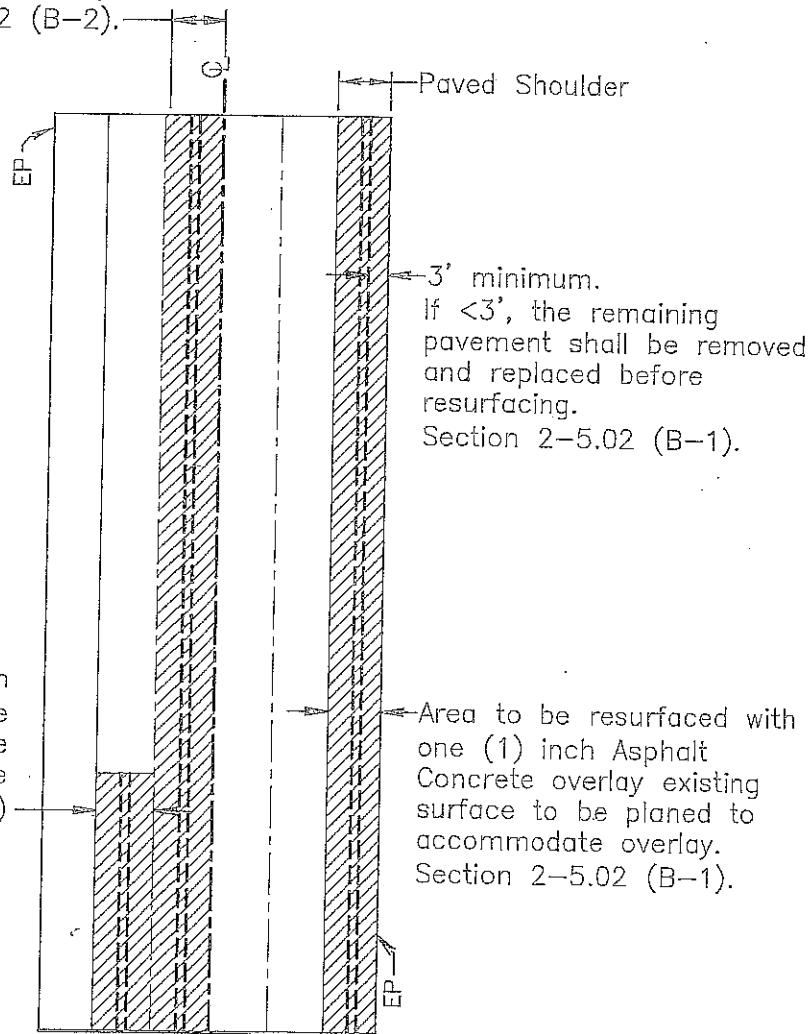 2 (B-2).
C
L
EP
Paved Shoulder
3' minimum.
If <3', the remaining
pavement shall be removed
and replaced before
resurfacing.
Section 2-5.02 (B-1).
Area to be resurfaced with
one (1) inch Asphalt
Concrete overlay existing
surface to be planed to
accommodate overlay.
Section 2-5.02 (B-1).
EP